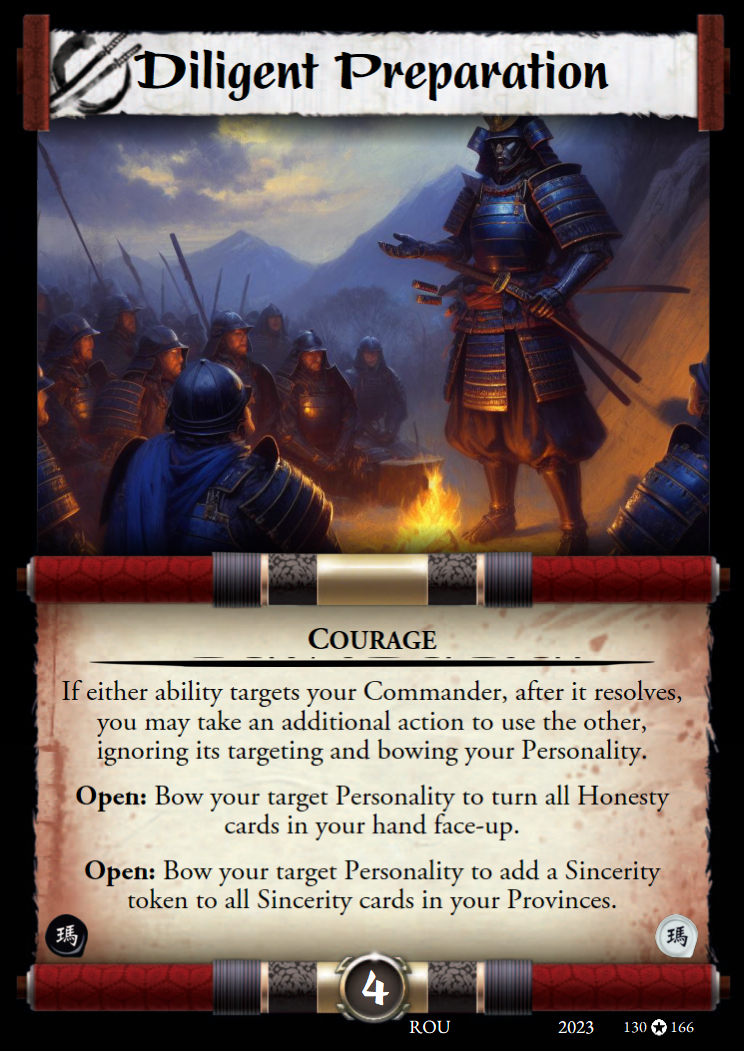 Diligent Preparation
COURAGE
If either ability targets your Commander, after it resolves,
you may take an additional action to use the other,
ignoring its targeting and bowing your Personality.
Open: Bow your target Personality to turn all Honesty
cards in your hand face-up.
Open: Bow your target Personality to add a Sincerity
token to all Sincerity cards in your Provinces.
瑪 瑪
4
ROU 2023 130 ✪ 166